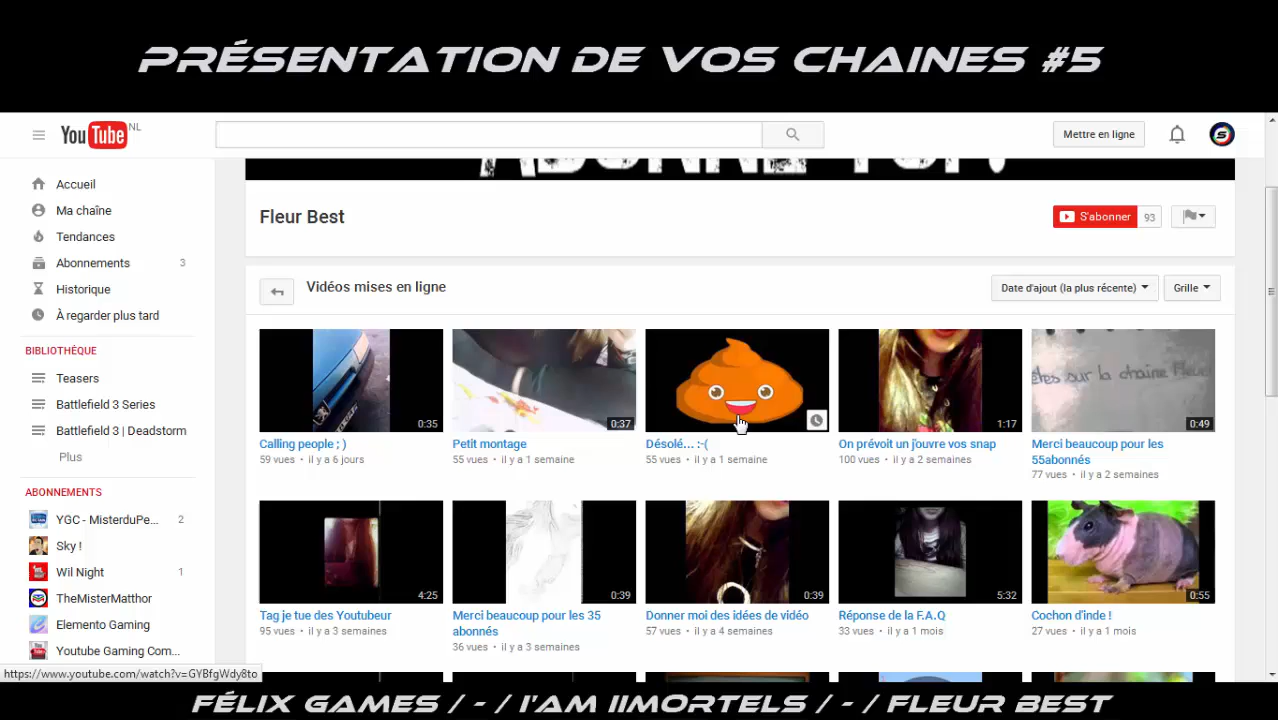 PRÉSENTATION DE VOS CHAINES #5
YouTube NL
Mettre en ligne
ABONNE TOI !
Accueil
Ma chaîne
Tendances
Abonnements 3
Historique
À regarder plus tard
BIBLIOTHÈQUE
Teasers
Battlefield 3 Series
Battlefield 3 | Deadstorm
Plus
ABONNEMENTS
YGC - MisterduPe... 2
Sky !
Wil Night 1
TheMisterMatthor
Elemento Gaming
Youtube Gaming Com...
Fleur Best
S'abonner 93
Vidéos mises en ligne
Date d'ajout (la plus récente)
Grille
0:35
Calling people ; )
59 vues • il y a 6 jours
0:37
Petit montage
55 vues • il y a 1 semaine
Désolé... :-(
55 vues • il y a 1 semaine
1:17
On prévoit un j'ouvre vos snap
100 vues • il y a 2 semaines
êtes sur la chaine Fleur
0:49
Merci beaucoup pour les
55abonnés
77 vues • il y a 2 semaines
4:25
Tag je tue des Youtubeur
95 vues • il y a 3 semaines
0:39
Merci beaucoup pour les 35
abonnés
36 vues • il y a 3 semaines
0:39
Donner moi des idées de vidéo
57 vues • il y a 4 semaines
5:32
Réponse de la F.A.Q
33 vues • il y a 1 mois
0:55
Cochon d'inde !
27 vues • il y a 1 mois
https://www.youtube.com/watch?v=GYBfgWdy8to
FÉLIX GAMES / - / I'AM IIMORTELS / - / FLEUR BEST